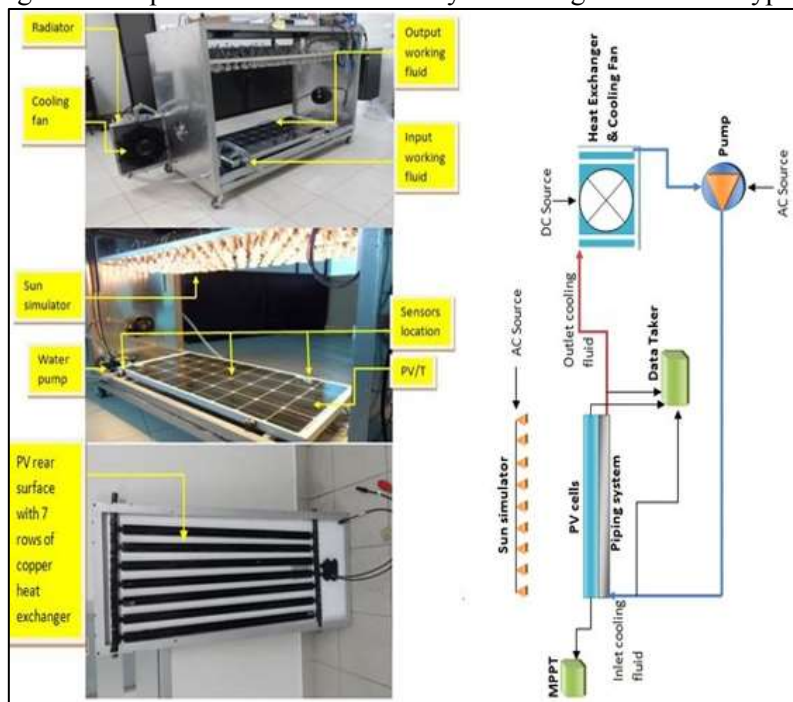 Radiator
Cooling
fan
Output
working
fluid
Input
working
fluid
Sun
simulator
Water
pump
Sensors
location
PV/T
PV rear
surface
with 7
rows of
copper
heat
exchanger
Heat Exchanger
& Cooling Fan
Pump
DC Source
AC Source
Outlet cooling
fluid
AC Source
Data Taker
Sun simulator
PV cells
Piping system
Inlet cooling
fluid
MPPT